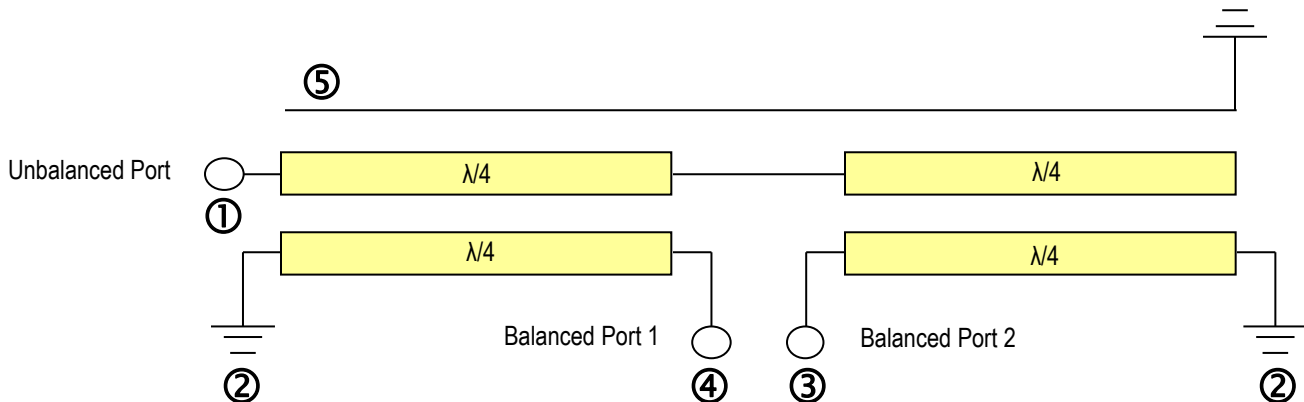 ⑤
Unbalanced Port
λ/4
λ/4
①
λ/4
λ/4
Balanced Port 1
Balanced Port 2
②
④
③
②